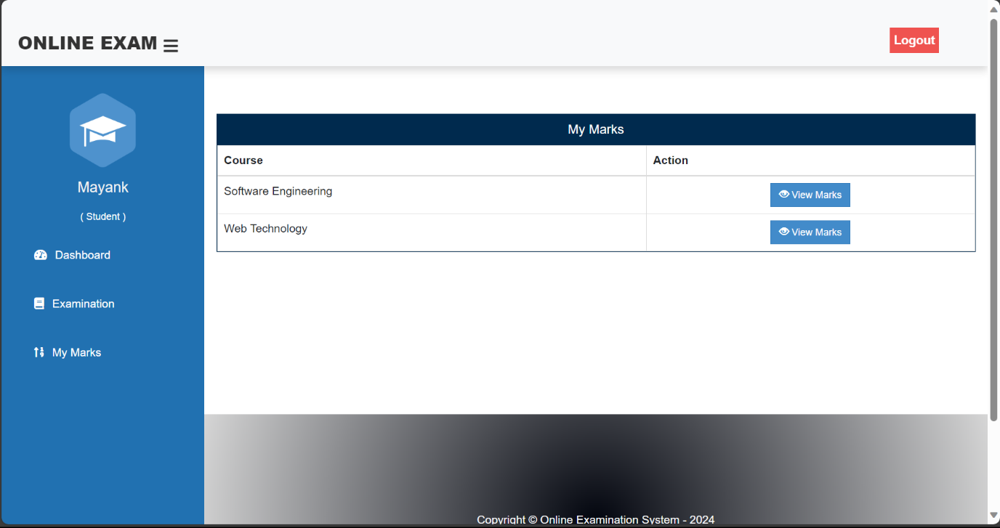 ONLINE EXAM
Logout
Mayank
( Student )
Dashboard
Examination
My Marks
My Marks
Course Action
Software Engineering View Marks
Web Technology View Marks
Copyright © Online Examination System - 2024